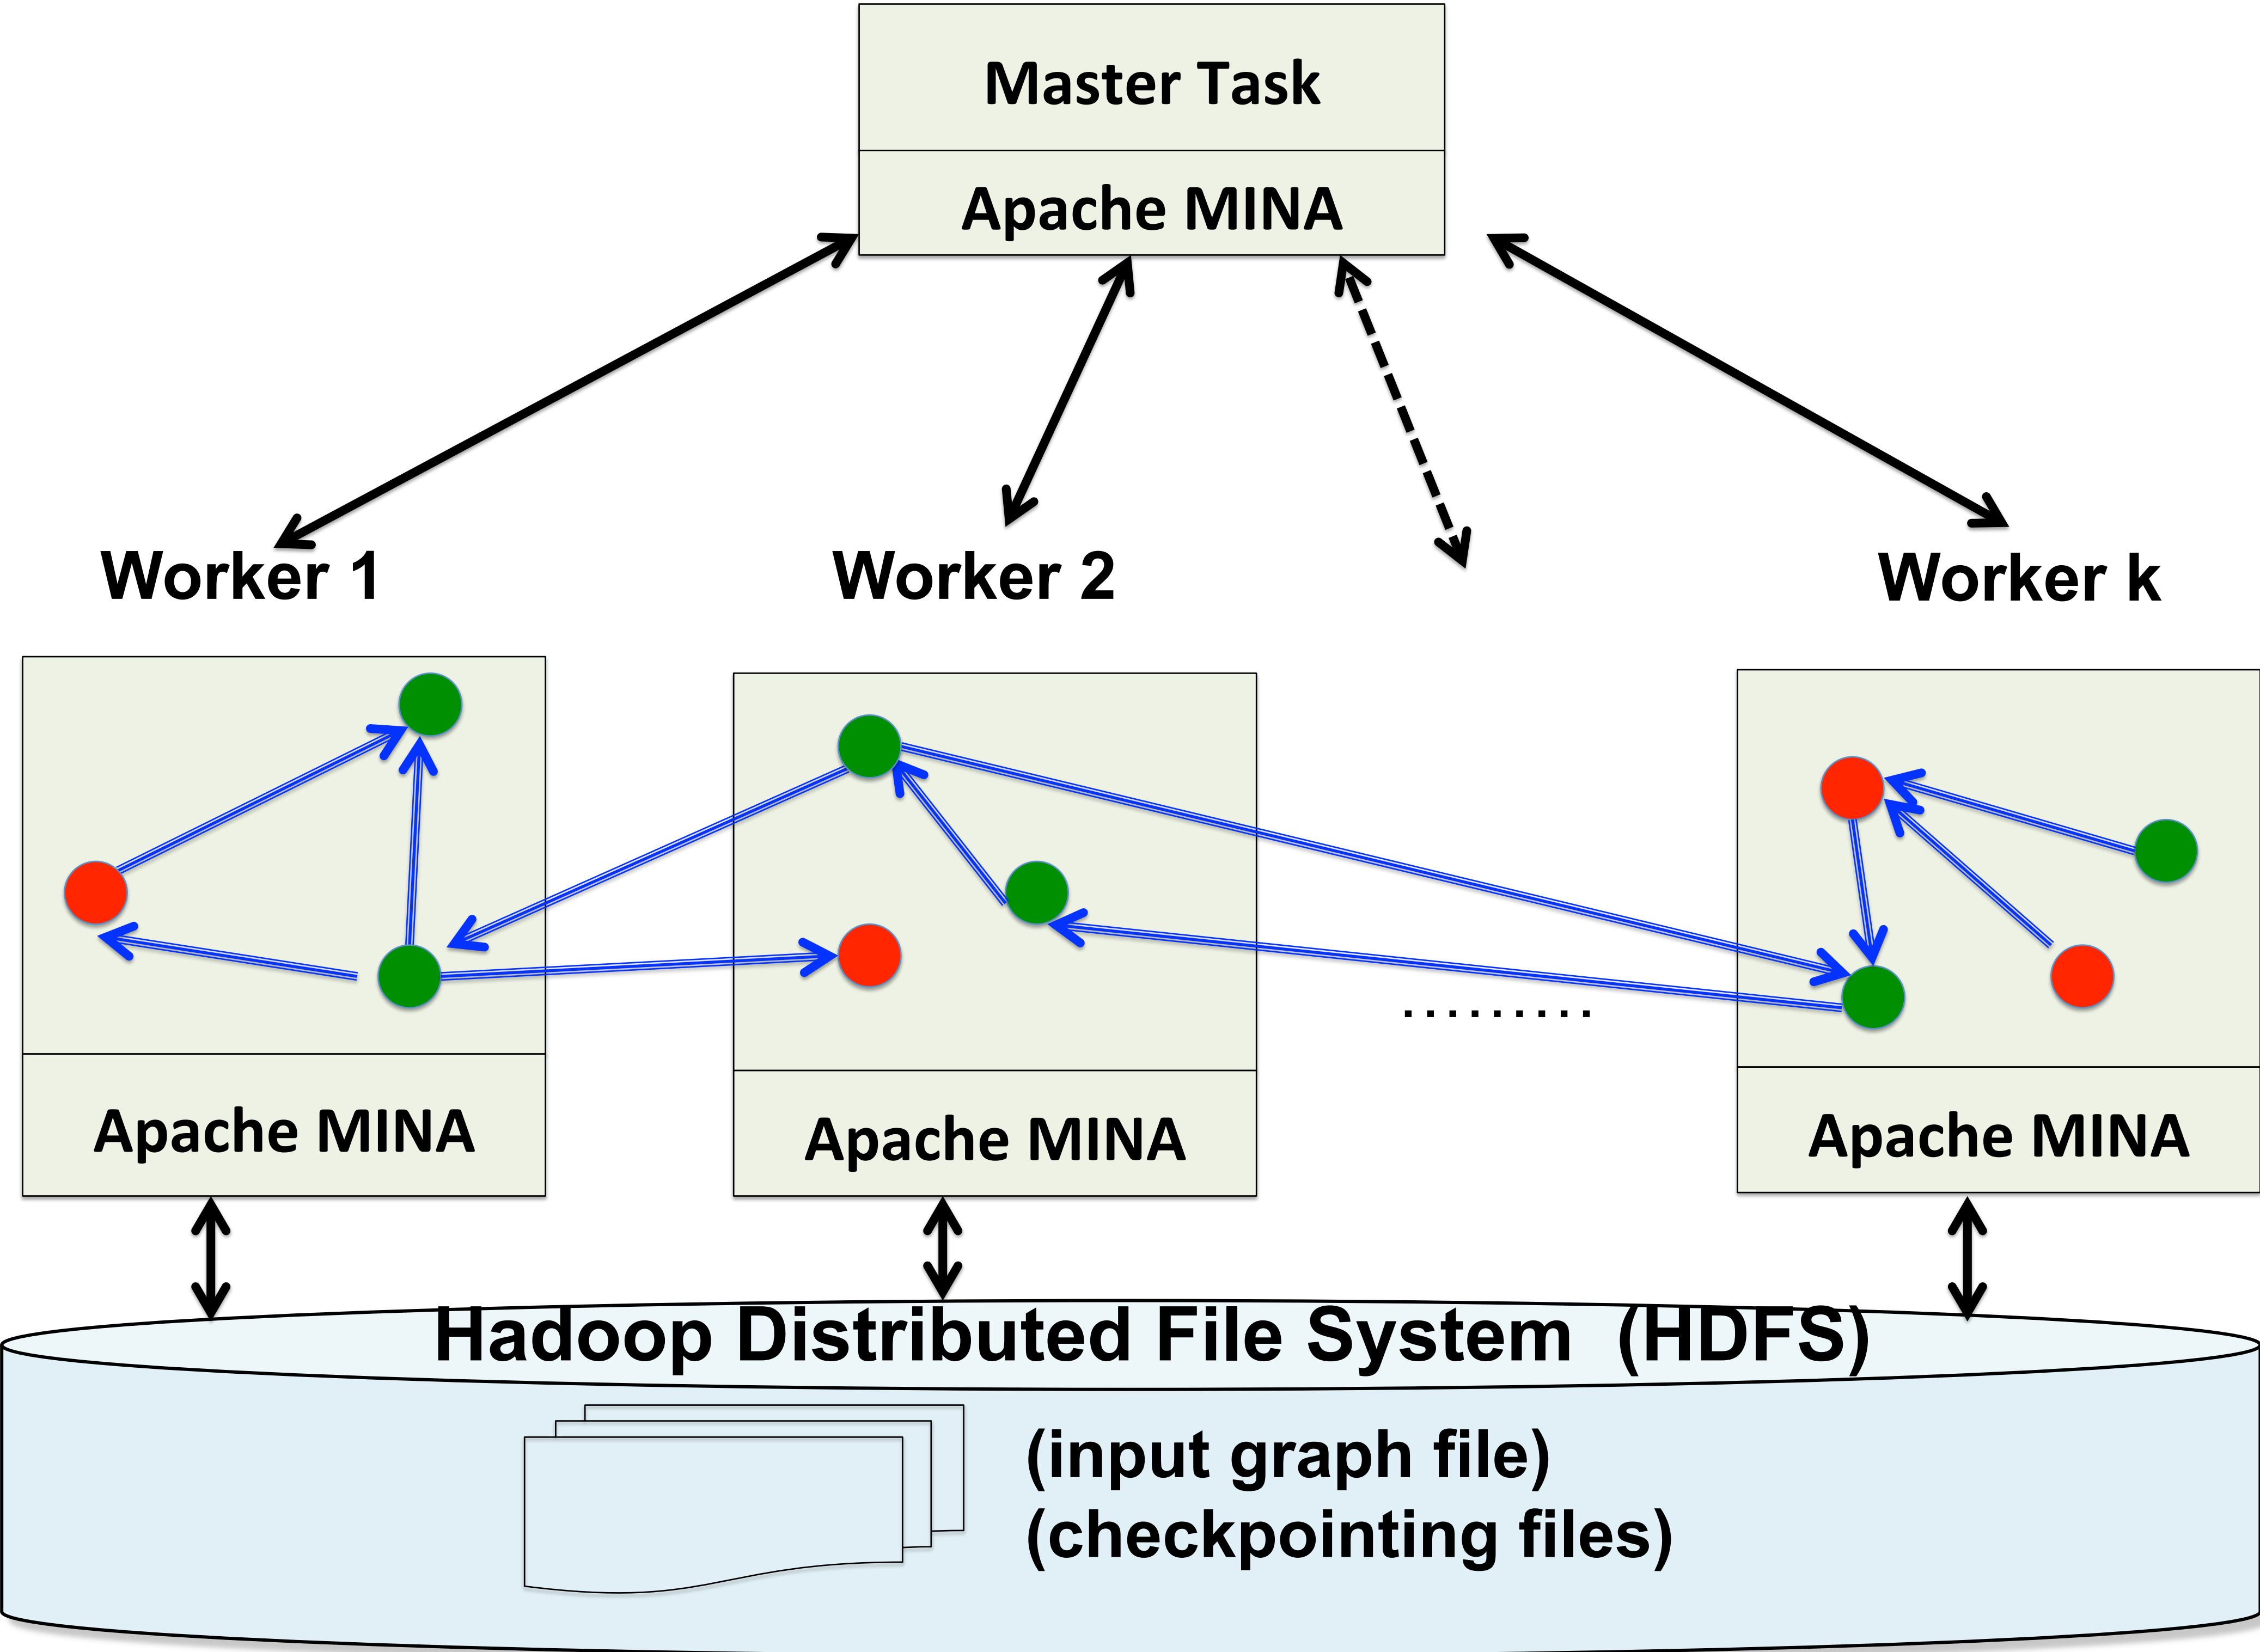 Master Task
Apache MINA
Worker 1
Worker 2
Worker k
.........
Apache MINA
Apache MINA
Apache MINA
Hadoop Distributed File System (HDFS)
(input graph file)
(checkpointing files)